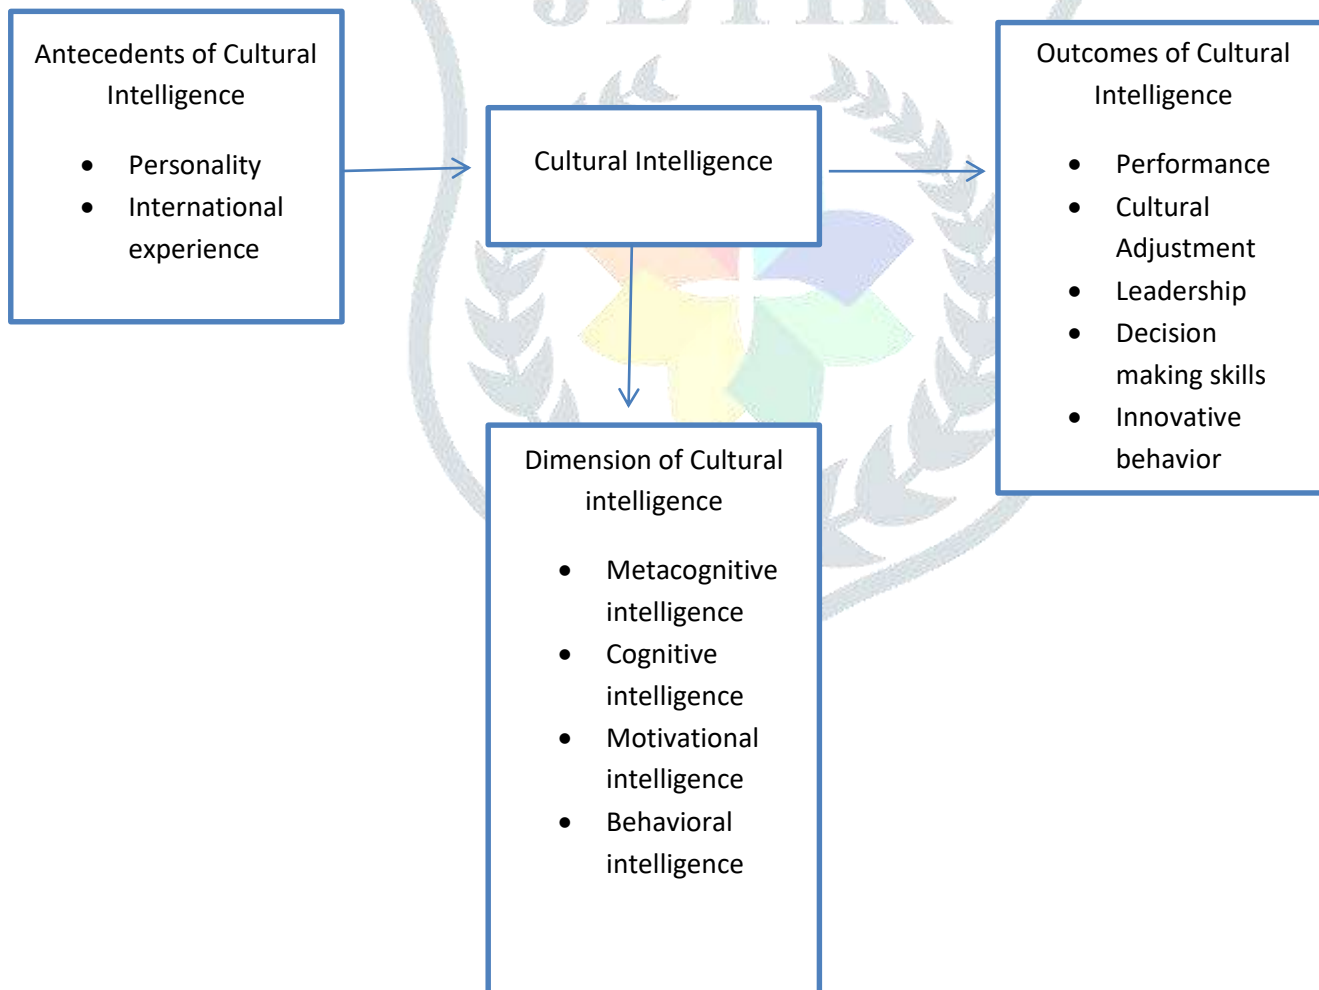 JETIR
Antecedents of Cultural
Intelligence
• Personality
• International
experience
Cultural Intelligence
Outcomes of Cultural
Intelligence
• Performance
• Cultural
Adjustment
• Leadership
• Decision
making skills
• Innovative
behavior
Dimension of Cultural
intelligence
• Metacognitive
intelligence
• Cognitive
intelligence
• Motivational
intelligence
• Behavioral
intelligence